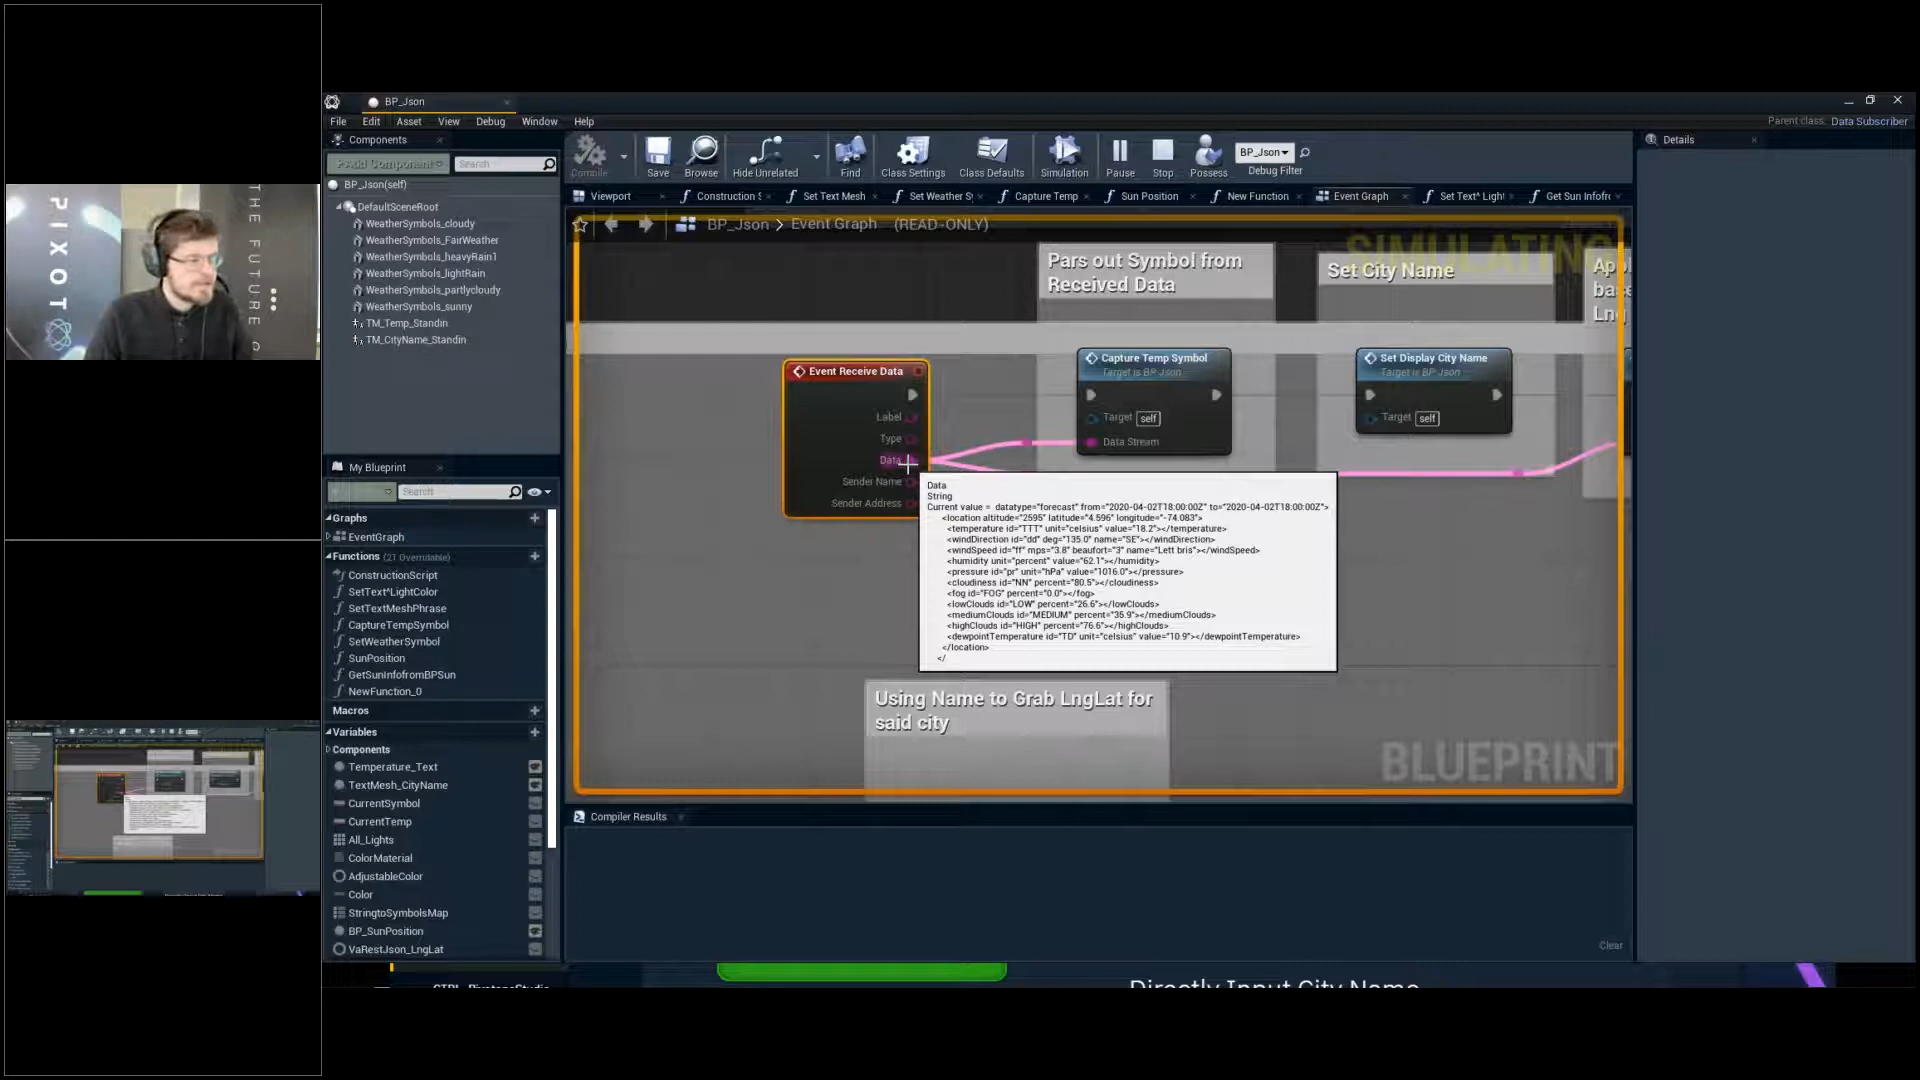 PIXOT
THE FUTURE
BP_Json
File Edit Asset View Debug Window Help
Parent class: Data Subscriber
Components
Search
BP_Json(self)
DefaultSceneRoot
WeatherSymbols_cloudy
WeatherSymbols_FairWeather
WeatherSymbols_heavyRain1
WeatherSymbols_lightRain
WeatherSymbols_partlycloudy
WeatherSymbols_sunny
TM_Temp_Standin
TM_CityName_Standin
My Blueprint
Search
Graphs
EventGraph
Functions (21 Overridable)
ConstructionScript
SetText^LightColor
SetTextMeshPhrase
CaptureTempSymbol
SetWeatherSymbol
SunPosition
GetSunInfofromBPSun
NewFunction_0
Macros
Variables
Components
Temperature_Text
TextMesh_CityName
CurrentSymbol
CurrentTemp
All_Lights
ColorMaterial
AdjustableColor
Color
StringtoSymbolsMap
BP_SunPosition
VaRestJson_LngLat
Compile Save Browse Hide Unrelated Find Class Settings Class Defaults Simulation Pause Stop Possess
BP_Json
Debug Filter
Viewport Construction S Set Text Mesh Set Weather Sy Capture Temp Sun Position New Function Event Graph Set Text^ Light Get Sun Infofr
BP_Json > Event Graph (READ-ONLY)
SIMULATING
Pars out Symbol from
Received Data
Set City Name
Appl
base
Lng
Event Receive Data
Label
Type
Data
Sender Name
Sender Address
Capture Temp Symbol
Target is BP Json
Target self
Data Stream
Set Display City Name
Target is BP Json
Target self
Data
String
Current value = datatype="forecast" from="2020-04-02T18:00:00Z" to="2020-04-02T18:00:00Z">
<location altitude="2595" latitude="4.596" longitude="-74.083">
<temperature id="TTT" unit="celsius" value="18.2"></temperature>
<windDirection id="dd" deg="135.0" name="SE"></windDirection>
<windSpeed id="ff" mps="3.8" beaufort="3" name="Lett bris"></windSpeed>
<humidity unit="percent" value="62.1"></humidity>
<pressure id="pr" unit="hPa" value="1016.0"></pressure>
<cloudiness id="NN" percent="80.5"></cloudiness>
<fog id="FOG" percent="0.0"></fog>
<lowClouds id="LOW" percent="26.6"></lowClouds>
<mediumClouds id="MEDIUM" percent="35.9"></mediumClouds>
<highClouds id="HIGH" percent="76.6"></highClouds>
<dewpointTemperature id="TD" unit="celsius" value="10.9"></dewpointTemperature>
</location>
</
Using Name to Grab LngLat for
said city
BLUEPRINT
Compiler Results
Clear
Details
Directly Input City Name